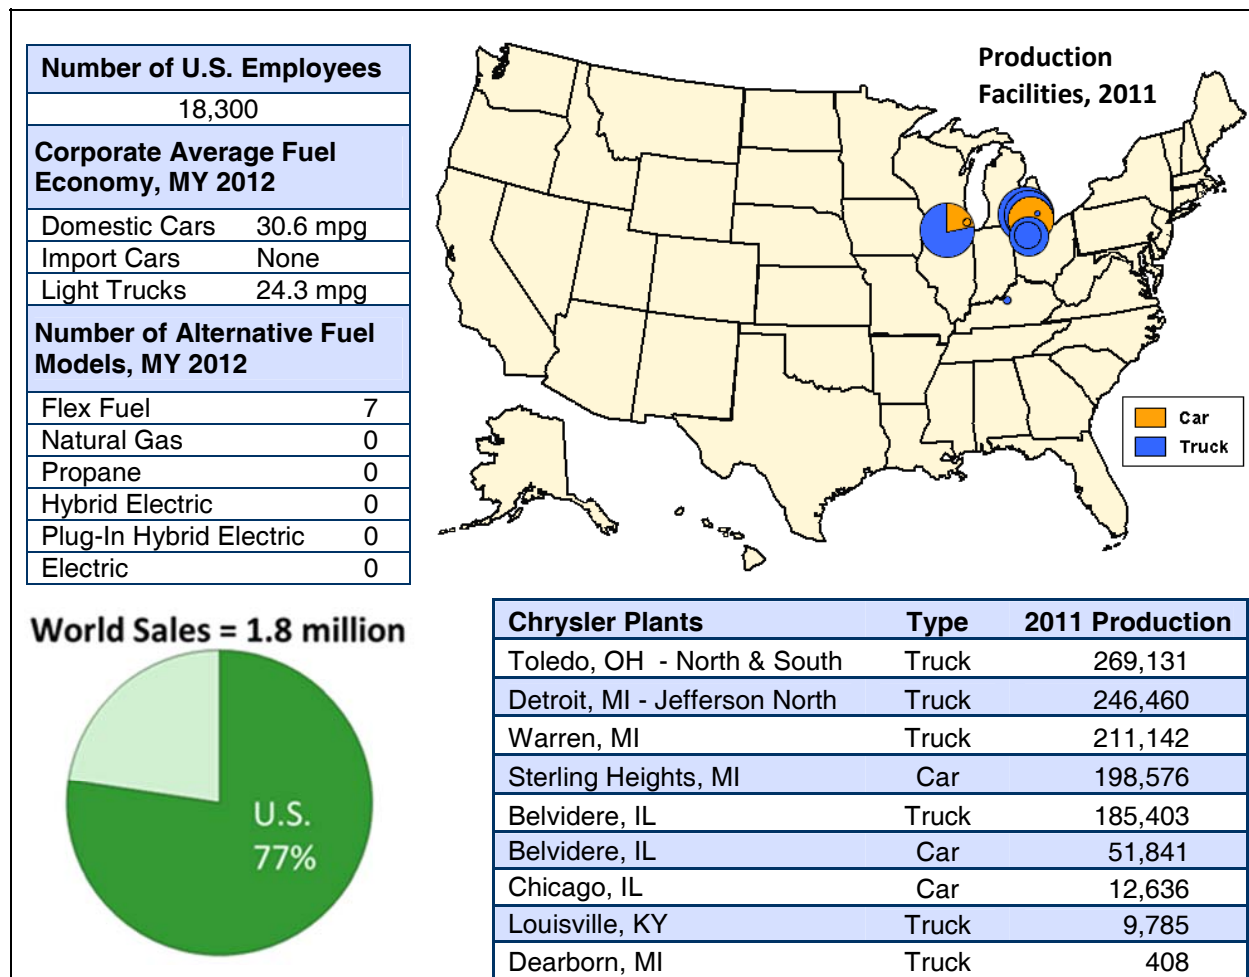 Number of U.S. Employees
18,300
Corporate Average Fuel
Economy, MY 2012
Domestic Cars 30.6 mpg
Import Cars None
Light Trucks 24.3 mpg
Number of Alternative Fuel
Models, MY 2012
Flex Fuel 7
Natural Gas 0
Propane 0
Hybrid Electric 0
Plug-In Hybrid Electric 0
Electric 0
Production
Facilities, 2011
Car
Truck
World Sales = 1.8 million
U.S.
77%
Chrysler Plants Type 2011 Production
Toledo, OH - North & South Truck 269,131
Detroit, MI - Jefferson North Truck 246,460
Warren, MI Truck 211,142
Sterling Heights, MI Car 198,576
Belvidere, IL Truck 185,403
Belvidere, IL Car 51,841
Chicago, IL Car 12,636
Louisville, KY Truck 9,785
Dearborn, MI Truck 408